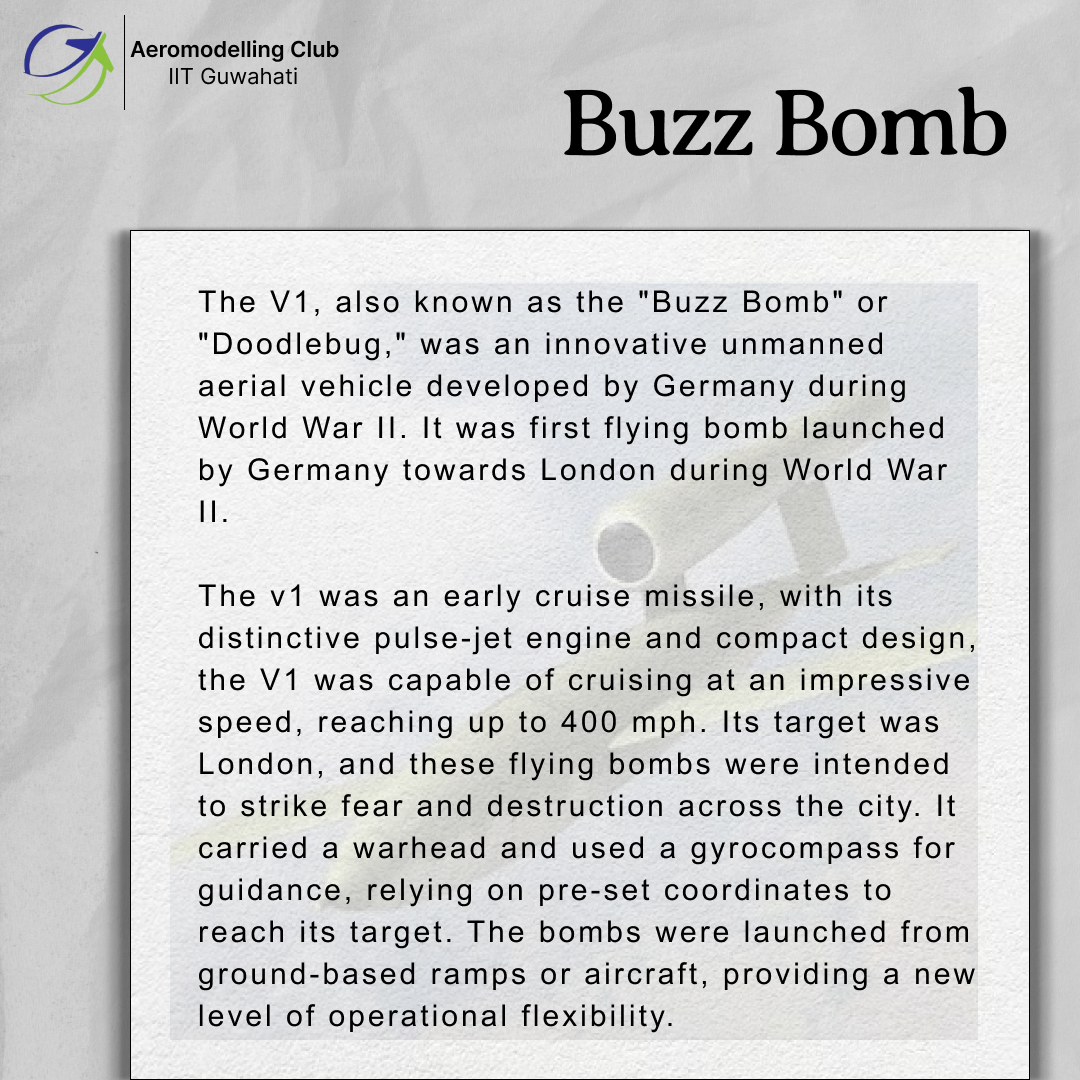 Aeromodelling Club
IIT Guwahati
Buzz Bomb
The V1, also known as the "Buzz Bomb" or
"Doodlebug," was an innovative unmanned
aerial vehicle developed by Germany during
World War II. It was first flying bomb launched
by Germany towards London during World War
II.
The v1 was an early cruise missile, with its
distinctive pulse-jet engine and compact design,
the V1 was capable of cruising at an impressive
speed, reaching up to 400 mph. Its target was
London, and these flying bombs were intended
to strike fear and destruction across the city. It
carried a warhead and used a gyrocompass for
guidance, relying on pre-set coordinates to
reach its target. The bombs were launched from
ground-based ramps or aircraft, providing a new
level of operational flexibility.